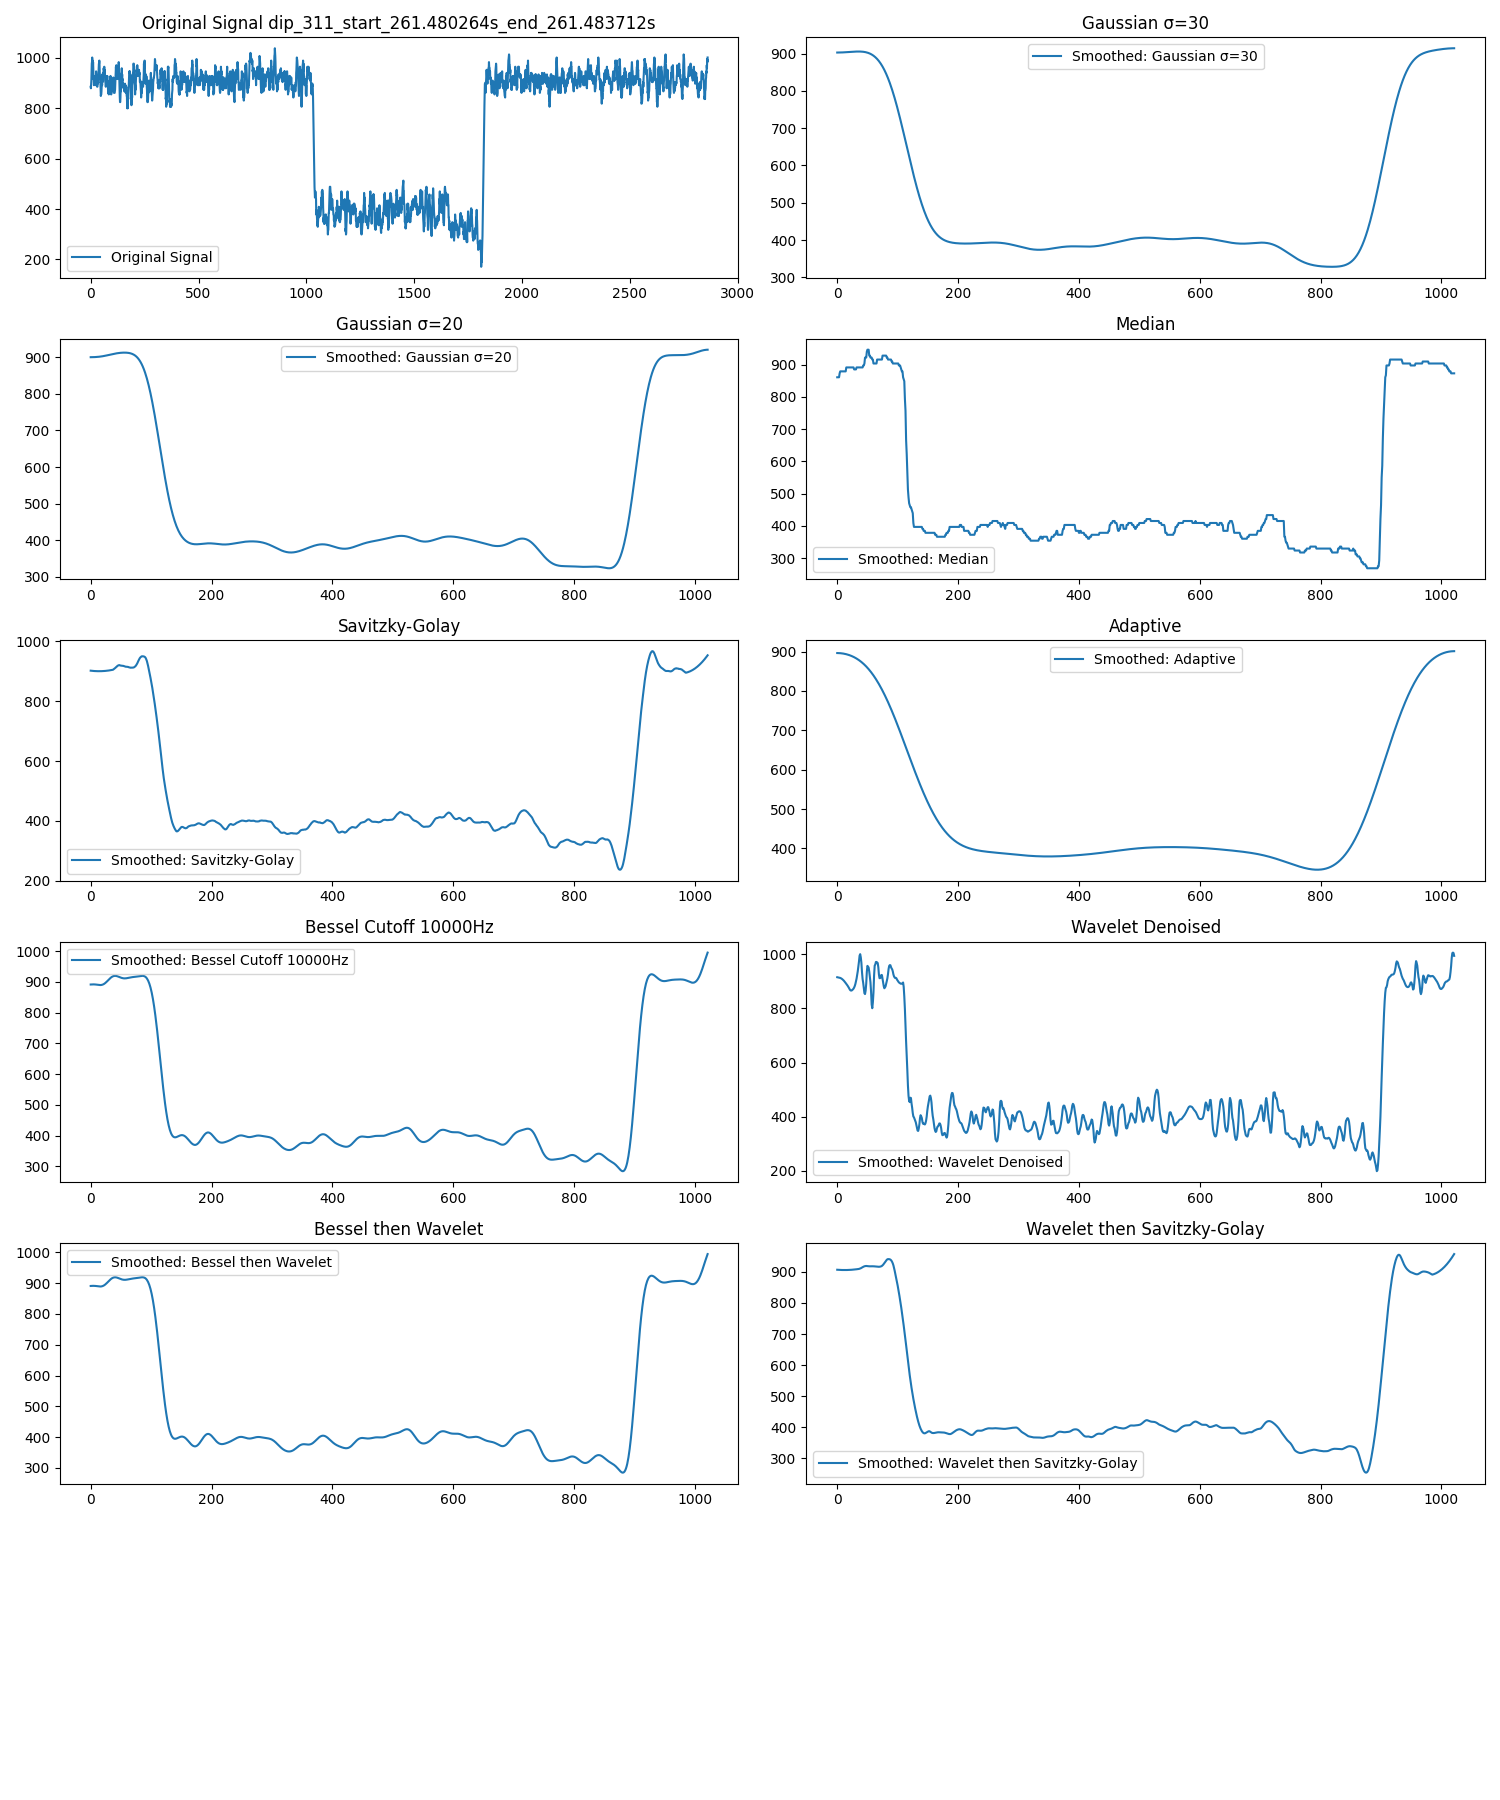 Original Signal dip_311_start_261.480264s_end_261.483712s
1000
800
600
400
200
Original Signal
0 500 1000 1500 2000 2500 3000
Gaussian σ=30
900
800
700
600
500
400
300
Smoothed: Gaussian σ=30
0 200 400 600 800 1000
Gaussian σ=20
900
800
700
600
500
400
300
Smoothed: Gaussian σ=20
0 200 400 600 800 1000
Median
900
800
700
600
500
400
300
Smoothed: Median
0 200 400 600 800 1000
Savitzky-Golay
1000
800
600
400
200
Smoothed: Savitzky-Golay
0 200 400 600 800 1000
Adaptive
900
800
700
600
500
400
Smoothed: Adaptive
0 200 400 600 800 1000
Bessel Cutoff 10000Hz
1000
900
800
700
600
500
400
300
Smoothed: Bessel Cutoff 10000Hz
0 200 400 600 800 1000
Wavelet Denoised
1000
800
600
400
200
Smoothed: Wavelet Denoised
0 200 400 600 800 1000
Bessel then Wavelet
1000
900
800
700
600
500
400
300
Smoothed: Bessel then Wavelet
0 200 400 600 800 1000
Wavelet then Savitzky-Golay
900
800
700
600
500
400
300
Smoothed: Wavelet then Savitzky-Golay
0 200 400 600 800 1000